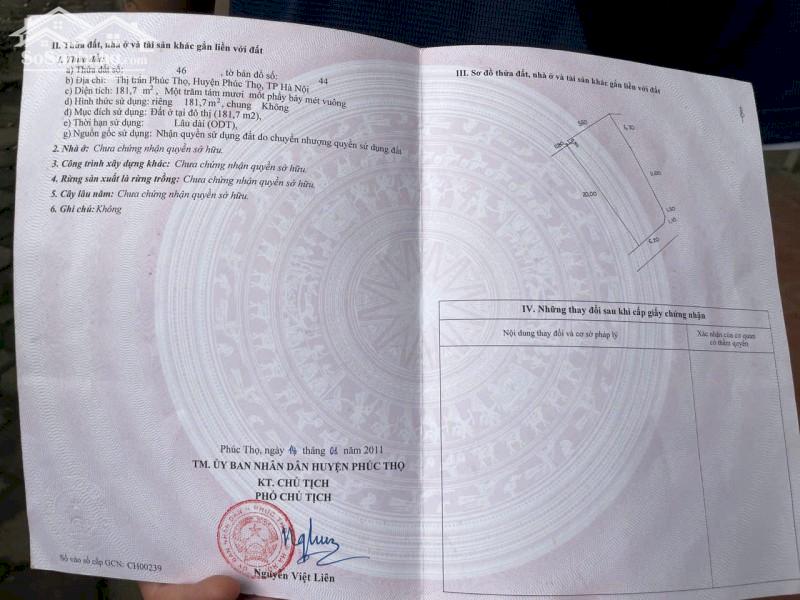 II. Thửa đất, nhà ở và tài sản khác gắn liền với đất
1. Thửa đất:
a) Thửa đất số: 46 , tờ bản đồ số: 44
b) Địa chỉ: Thị trấn Phúc Thọ, Huyện Phúc Thọ, TP Hà Nội
c) Diện tích: 181,7 m², Một trăm tám mươi mốt phẩy bảy mét vuông
d) Hình thức sử dụng: riêng 181,7m², chung Không
đ) Mục đích sử dụng: Đất ở tại đô thị (181,7 m2),
e) Thời hạn sử dụng: Lâu dài (ODT),
g) Nguồn gốc sử dụng: Nhận quyền sử dụng đất do chuyển nhượng quyền sử dụng đất
2. Nhà ở: Chưa chứng nhận quyền sở hữu.
3. Công trình xây dựng khác: Chưa chứng nhận quyền sở hữu.
4. Rừng sản xuất là rừng trồng: Chưa chứng nhận quyền sở hữu.
5. Cây lâu năm: Chưa chứng nhận quyền sở hữu.
6. Ghi chú: Không
Phúc Thọ, ngày 14 tháng 01 năm 2011
TM. ỦY BAN NHÂN DÂN HUYỆN PHÚC THỌ
KT. CHỦ TỊCH
PHÓ CHỦ TỊCH
Nguyễn Việt Liên
Số vào sổ cấp GCN: CH00239
III. Sơ đồ thửa đất, nhà ở và tài sản khác gắn liền với đất
20,00
6,20
IV. Những thay đổi sau khi cấp giấy chứng nhận
Nội dung thay đổi và cơ sở pháp lý
Xác nhận của cơ quan
có thẩm quyền